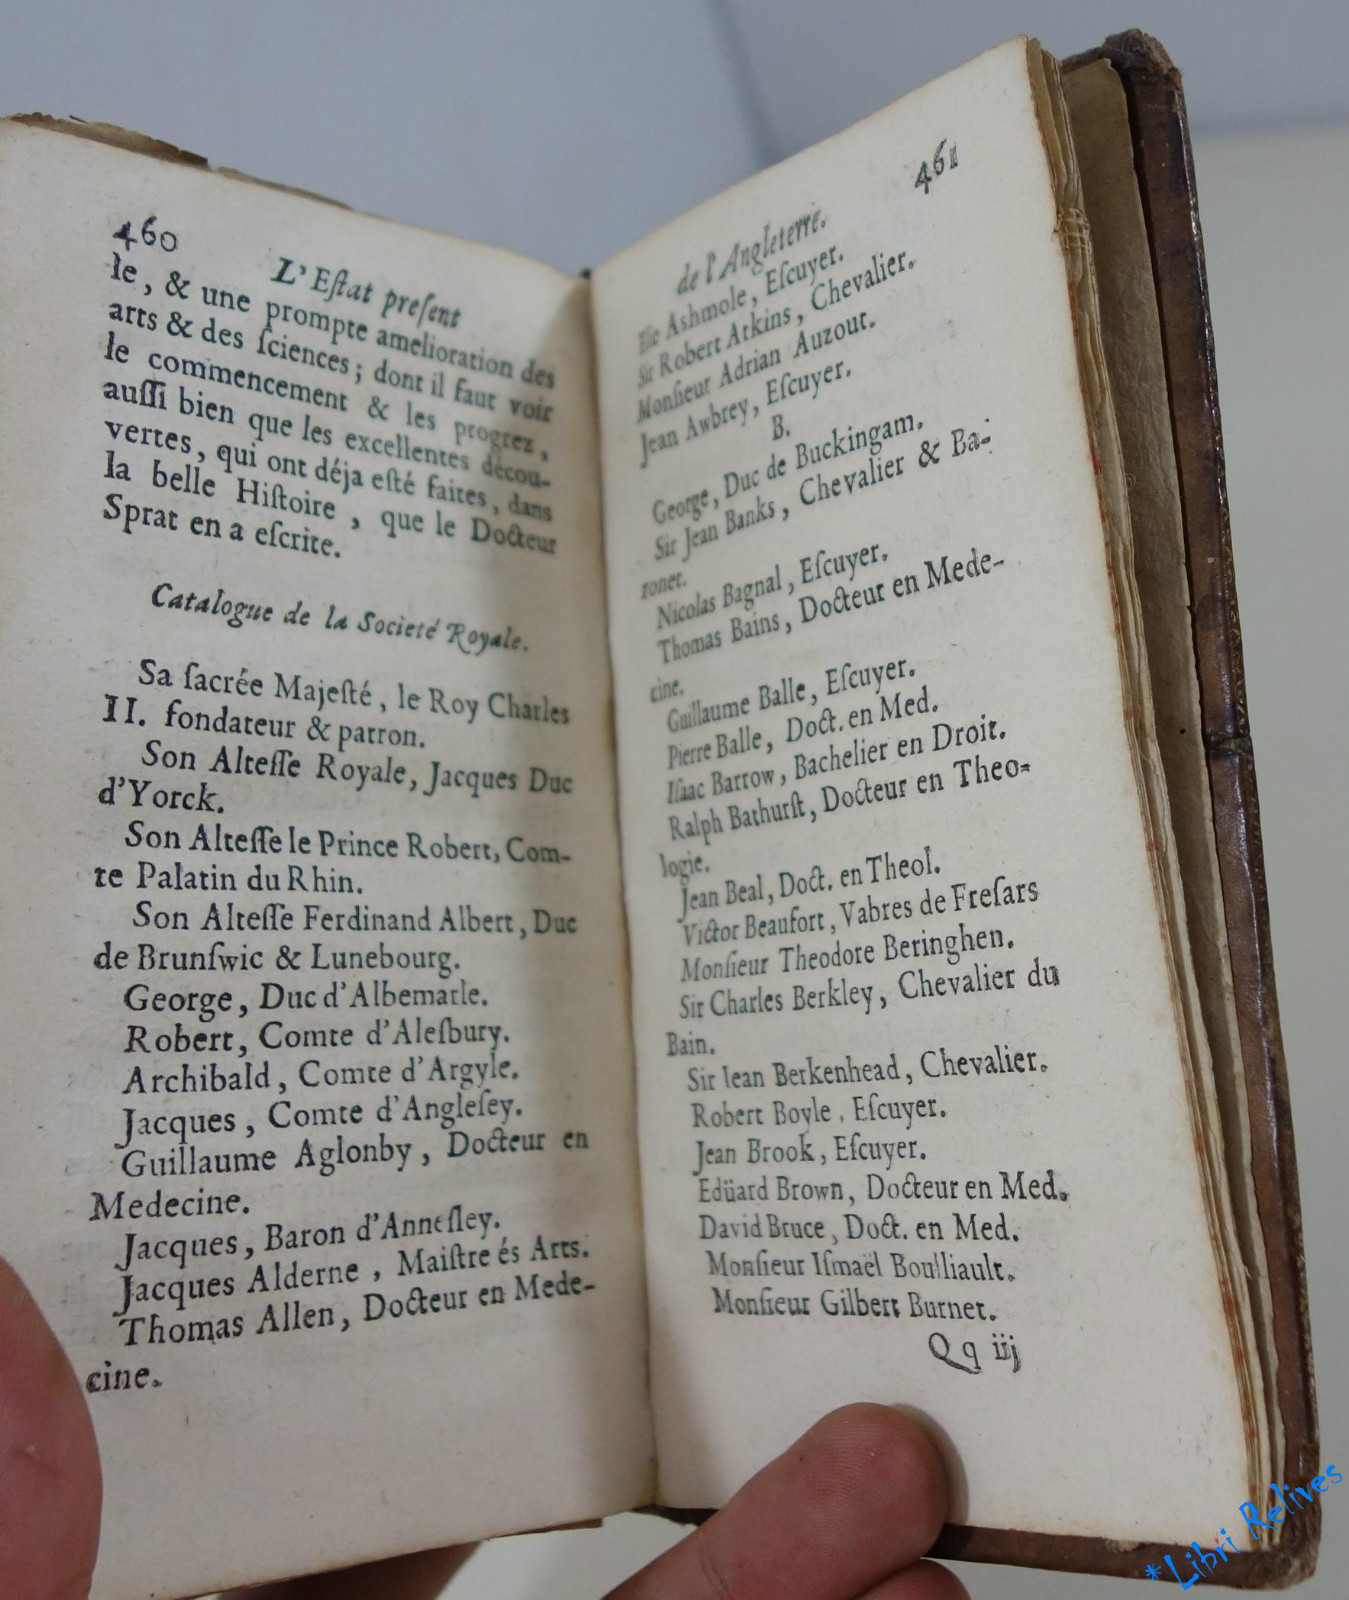 460
L'Eſtat preſent
le, & une prompte amelioration des
arts & des ſciences; dont il faut voir
le commencement & les progrez,
auſſi bien que les excellentes décou-
vertes, qui ont déja eſté faites, dans
la belle Hiſtoire, que le Docteur
Sprat en a eſcrite.
Catalogue de la Societé Royale.
Sa ſacrée Majeſté, le Roy Charles
II. fondateur & patron.
Son Alteſſe Royale, Jacques Duc
d'Yorck.
Son Alteſſe le Prince Robert, Com-
te Palatin du Rhin.
Son Alteſſe Ferdinand Albert, Duc
de Brunſwic & Lunebourg.
George, Duc d'Albemarle.
Robert, Comte d'Aleſbury.
Archibald, Comte d'Argyle.
Jacques, Comte d'Angleſey.
Guillaume Aglonby, Docteur en
Medecine.
Jacques, Baron d'Anneſley.
Jacques Alderne, Maiſtre és Arts.
Thomas Allen, Docteur en Mede-
cine.
461
de l'Angleterre.
Elie Ashmole, Eſcuyer.
Sir Robert Atkins, Chevalier.
Monſieur Adrian Auzout.
Jean Awbrey, Eſcuyer.
B.
George, Duc de Buckingam.
Sir Jean Banks, Chevalier & Ba-
ronet.
Nicolas Bagnal, Eſcuyer.
Thomas Bains, Docteur en Mede-
cine.
Guillaume Balle, Eſcuyer.
Pierre Balle, Doct. en Med.
Iſaac Barrow, Bachelier en Droit.
Ralph Bathurſt, Docteur en Theo-
logie.
Jean Beal, Doct. en Theol.
Victor Beaufort, Vabres de Freſars
Monſieur Theodore Beringhen.
Sir Charles Berkley, Chevalier du
Bain.
Sir Iean Berkenhead, Chevalier.
Robert Boyle, Eſcuyer.
Jean Brook, Eſcuyer.
Edüard Brown, Docteur en Med.
David Bruce, Doct. en Med.
Monſieur Iſmaël Boulliault.
Monſieur Gilbert Burnet.
Qq iij
*Libri Relives